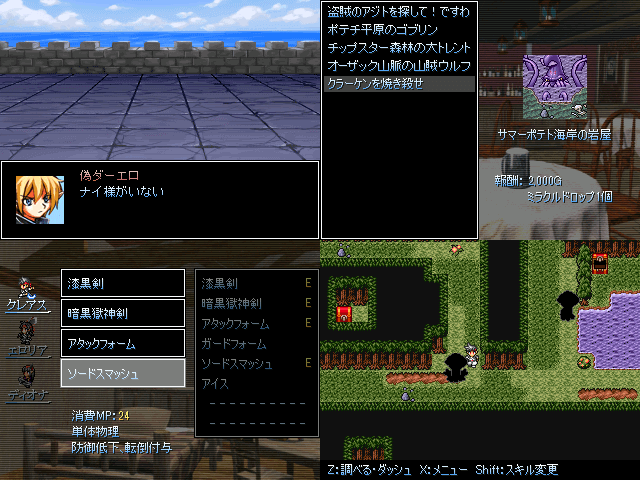 盗賊のアジトを探して！ですわ
ポテチ平原のゴブリン
チップスター森林の大トレント
オーザック山脈の山賊ウルフ
クラーケンを焼き殺せ
サマーポテト海岸の岩屋
報酬: 2,000G
ミラクルドロップ11個
偽ダーエロ
ナイ様がいない
クレアス
エロリア
ディオナ
漆黒剣
暗黒獄神剣
アタックフォーム
ソードスマッシュ
漆黒剣 E
暗黒獄神剣 E
アタックフォーム E
ガードフォーム
ソードスマッシュ E
アイス
消費MP:24
単体物理
防御低下、転倒付与
Z:調べる・ダッシュ X:メニュー Shift:スキル変更